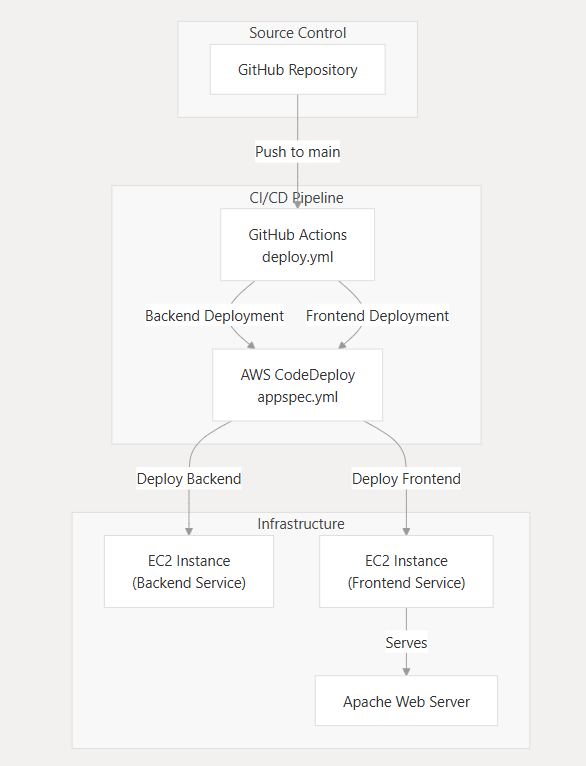 Source Control
GitHub Repository
Push to main
CI/CD Pipeline
GitHub Actions
deploy.yml
Backend Deployment
Frontend Deployment
AWS CodeDeploy
appspec.yml
Deploy Backend
Deploy Frontend
Infrastructure
EC2 Instance
(Backend Service)
EC2 Instance
(Frontend Service)
Serves
Apache Web Server